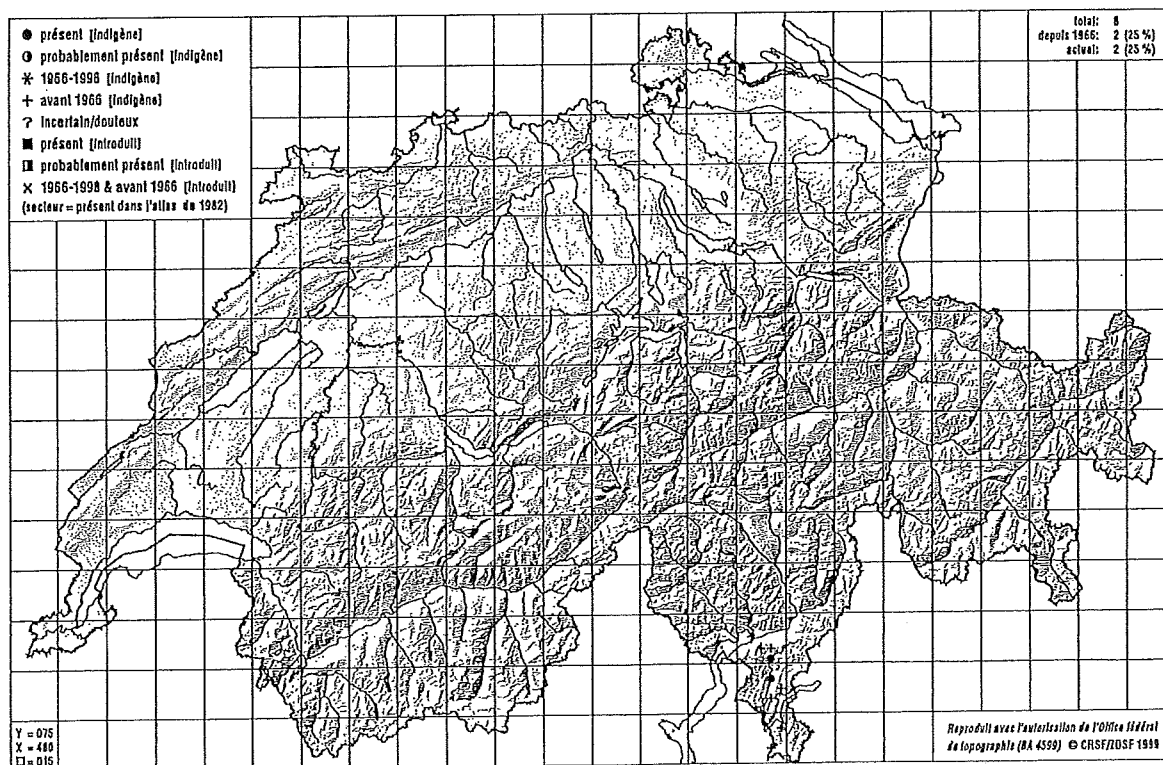 ● présent [indigène]
◑ probablement présent [indigène]
✳ 1966-1998 [indigène]
+ avant 1966 [indigène]
? incertain/douteux
■ présent [introduit]
◨ probablement présent [introduit]
× 1966-1998 & avant 1966 [introduit]
(secteur = présent dans l'atlas de 1982)
total: 8
depuis 1966: 2 (25 %)
actual: 2 (25 %)
Y = 075
X = 480
□ = 015
Reproduit avec l'autorisation de l'Office fédéral
de topographie (BA 4599) © CRSF/ZDSF 1999